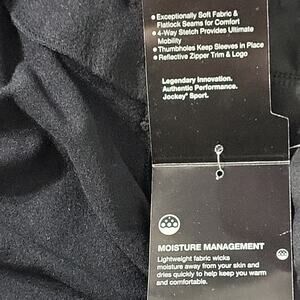 • Exceptionally Soft Fabric &
Flatlock Seams for Comfort
• 4-Way Stretch Provides Ultimate
Mobility
• Thumbholes Keep Sleeves in Place
• Reflective Zipper Trim & Logo
Legendary Innovation.
Authentic Performance.
Jockey® Sport.
MOISTURE MANAGEMENT
Lightweight fabric wicks
moisture away from your skin and
dries quickly to help keep you warm
and comfortable.